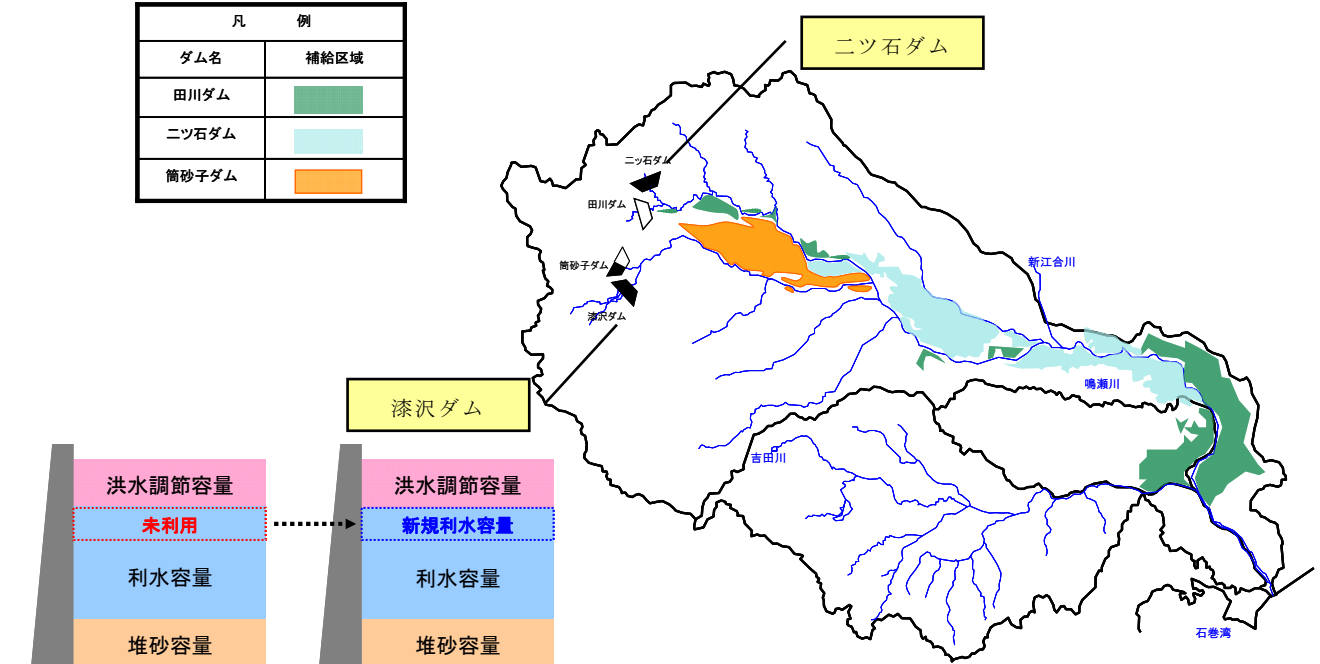 凡　　　例
ダム名 補給区域
田川ダム
二ツ石ダム
筒砂子ダム
二ツ石ダム
二ッ石ダム
田川ダム
筒砂子ダム
漆沢ダム
漆沢ダム
新江合川
鳴瀬川
吉田川
石巻湾
洪水調節容量
未利用
利水容量
堆砂容量
洪水調節容量
新規利水容量
利水容量
堆砂容量